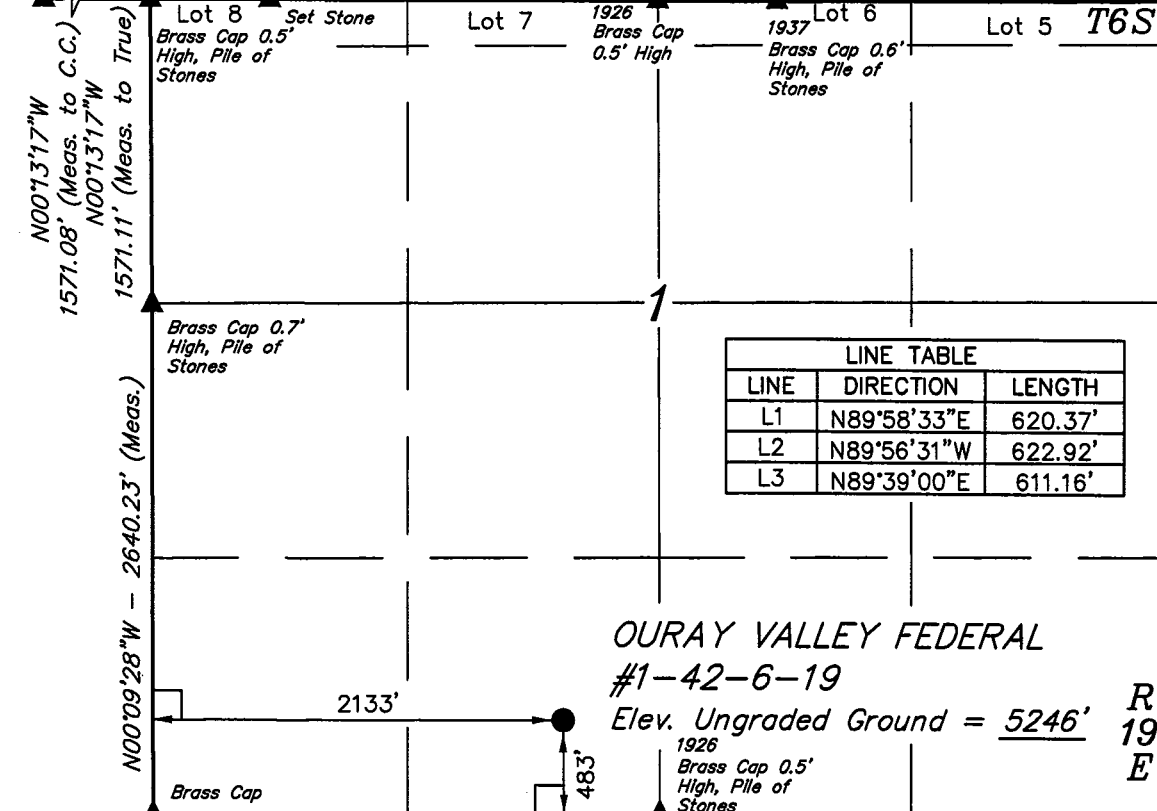 Lot 8
Set Stone
Brass Cap 0.5'
High, Pile of
Stones
Lot 7
1926
Brass Cap
0.5' High
Lot 6
1937
Brass Cap 0.6'
High, Pile of
Stones
Lot 5
T6S
N00°13'17"W
1571.08' (Meas. to C.C.)
N00°13'17"W
1571.11' (Meas. to True)
1
Brass Cap 0.7'
High, Pile of
Stones
LINE TABLE
LINE DIRECTION LENGTH
L1 N89°58'33"E 620.37'
L2 N89°56'31"W 622.92'
L3 N89°39'00"E 611.16'
N00°09'28"W – 2640.23' (Meas.)
OURAY VALLEY FEDERAL
#1-42-6-19
Elev. Ungraded Ground = 5246'
R
19
E
2133'
483'
1926
Brass Cap 0.5'
High, Pile of
Stones
Brass Cap